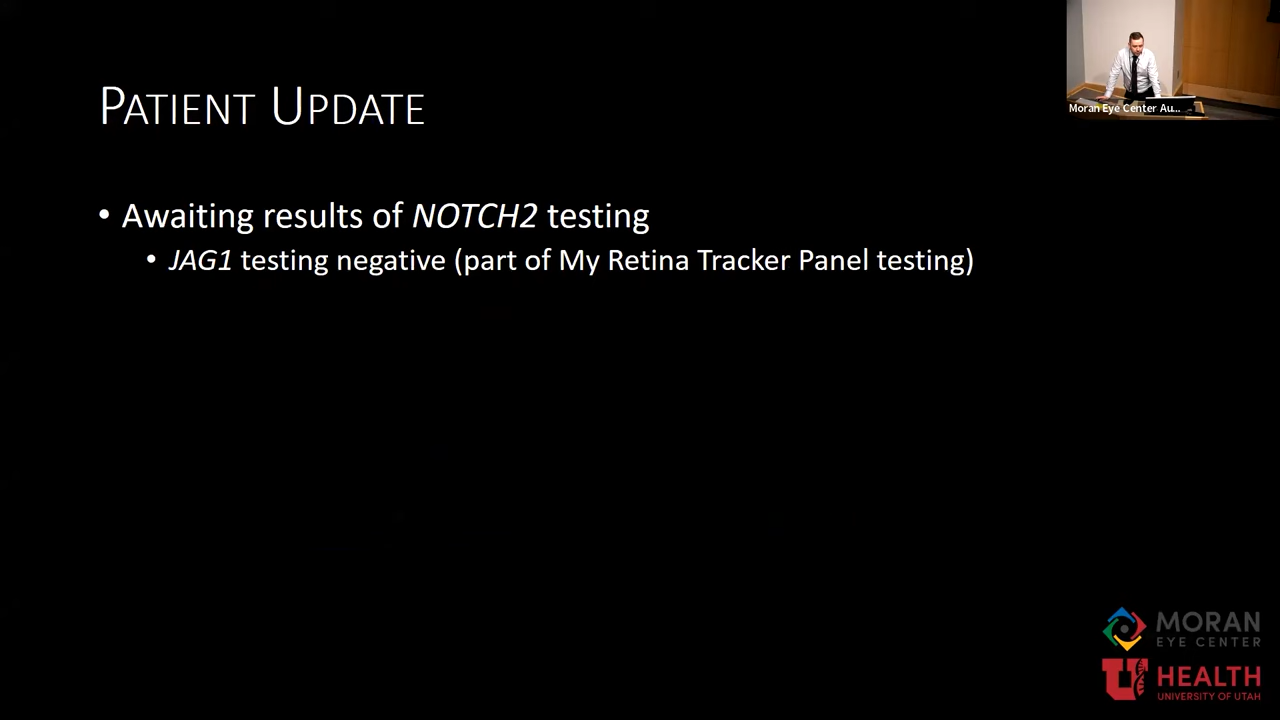 PATIENT UPDATE
• Awaiting results of NOTCH2 testing
• JAG1 testing negative (part of My Retina Tracker Panel testing)
Moran Eye Center Au...
MORAN
EYE CENTER
U HEALTH
UNIVERSITY OF UTAH